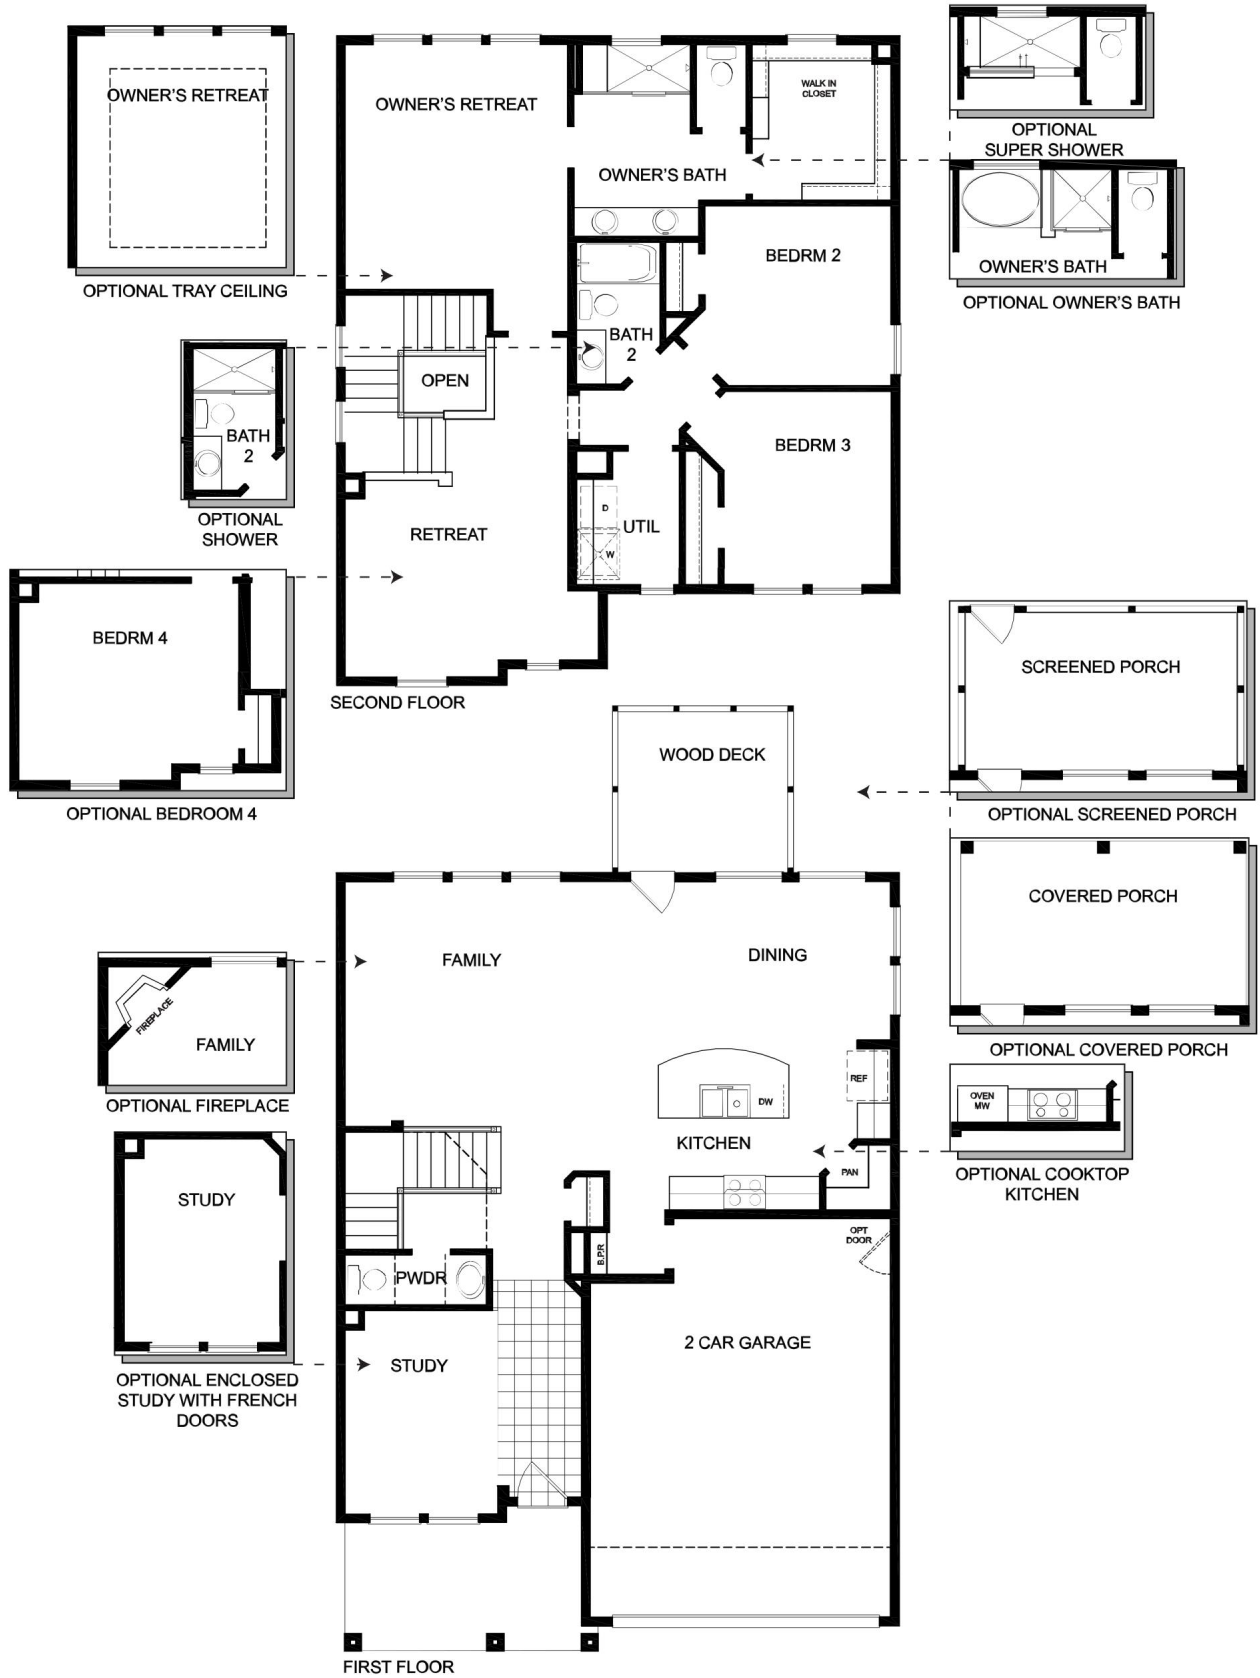 OWNER'S RETREAT
OPTIONAL TRAY CEILING
OWNER'S RETREAT
WALK IN
CLOSET
OWNER'S BATH
OPTIONAL
SUPER SHOWER
OWNER'S BATH
OPTIONAL OWNER'S BATH
BEDRM 2
BATH
2
OPEN
BATH
2
OPTIONAL
SHOWER
BEDRM 3
D
UTIL
W
RETREAT
BEDRM 4
OPTIONAL BEDROOM 4
SECOND FLOOR
WOOD DECK
SCREENED PORCH
OPTIONAL SCREENED PORCH
COVERED PORCH
OPTIONAL COVERED PORCH
FAMILY
DINING
FIREPLACE
FAMILY
OPTIONAL FIREPLACE
REF
DW
KITCHEN
PAN
OVEN
MW
OPTIONAL COOKTOP
KITCHEN
STUDY
OPTIONAL ENCLOSED
STUDY WITH FRENCH
DOORS
B.P.R
OPT
DOOR
PWDR
2 CAR GARAGE
STUDY
FIRST FLOOR